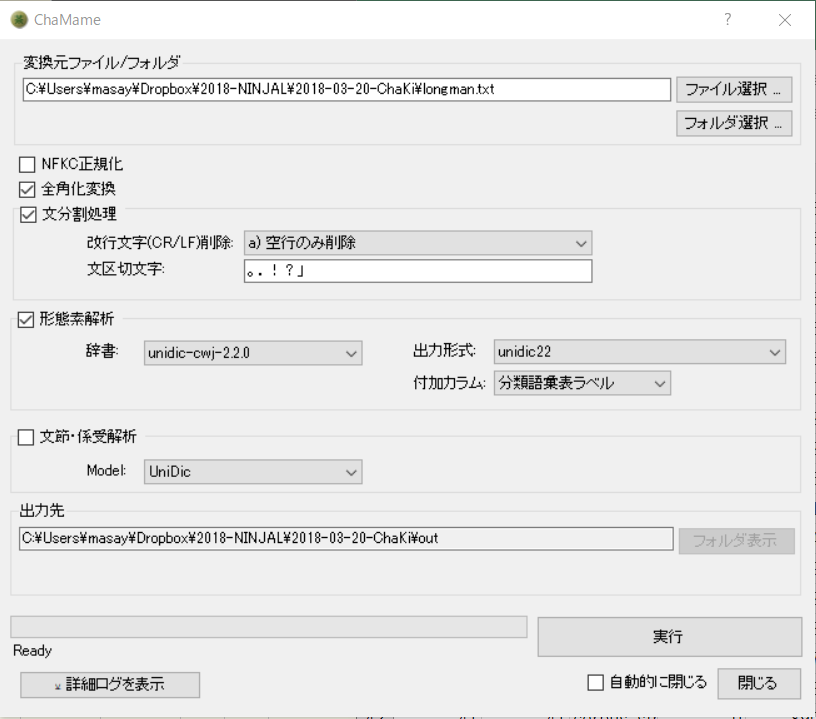 ChaMame
変換元ファイル/フォルダ
C:¥Users¥masay¥Dropbox¥2018-NINJAL¥2018-03-20-ChaKi¥longman.txt
ファイル選択 ...
フォルダ選択 ...
NFKC正規化
全角化変換
文分割処理
改行文字(CR/LF)削除: a) 空行のみ削除
文区切文字: 。．！？」
形態素解析
辞書: unidic-cwj-2.2.0 出力形式: unidic22
付加カラム: 分類語彙表ラベル
文節・係受解析
Model: UniDic
出力先
C:¥Users¥masay¥Dropbox¥2018-NINJAL¥2018-03-20-ChaKi¥out フォルダ表示
実行
Ready
詳細ログを表示 自動的に閉じる 閉じる